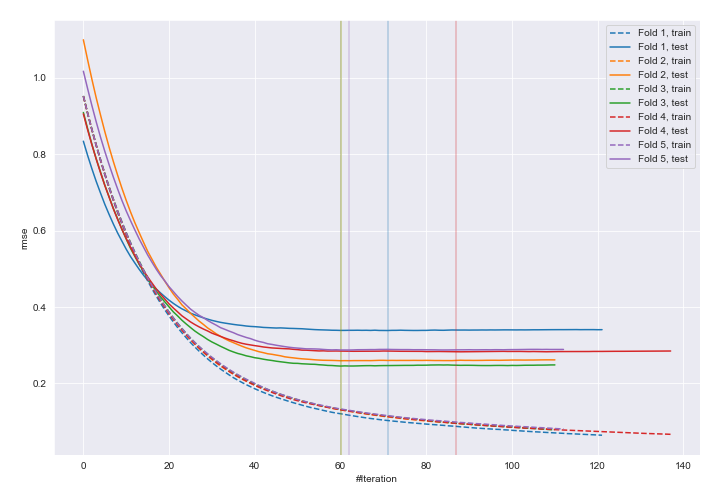 1.0
0.8
0.6
0.4
0.2
rmse
0 20 40 60 80 100 120 140
#Iteration
Fold 1, train
Fold 1, test
Fold 2, train
Fold 2, test
Fold 3, train
Fold 3, test
Fold 4, train
Fold 4, test
Fold 5, train
Fold 5, test